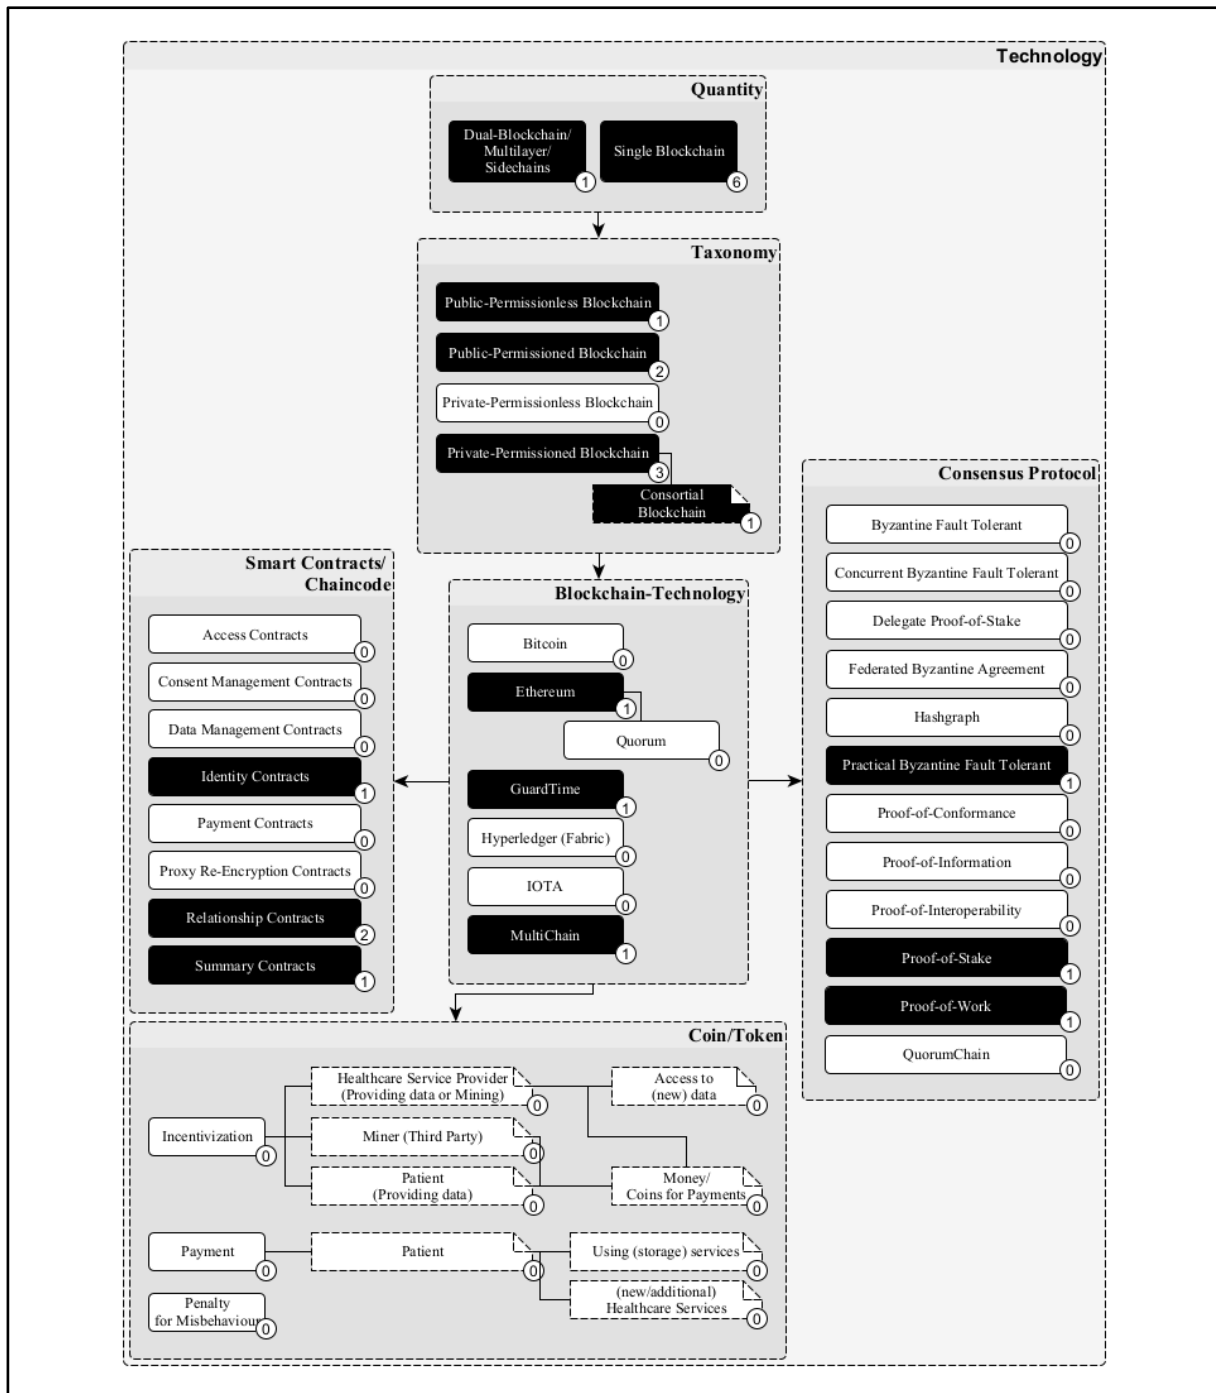 Technology
Quantity
Dual-Blockchain/
Multilayer/
Sidechains
1
Single Blockchain
6
Taxonomy
Public-Permissionless Blockchain
1
Public-Permissioned Blockchain
2
Private-Permissionless Blockchain
0
Private-Permissioned Blockchain
3
Consortial
Blockchain
1
Smart Contracts/
Chaincode
Access Contracts
0
Consent Management Contracts
0
Data Management Contracts
0
Identity Contracts
1
Payment Contracts
0
Proxy Re-Encryption Contracts
0
Relationship Contracts
2
Summary Contracts
1
Blockchain-Technology
Bitcoin
0
Ethereum
1
Quorum
0
GuardTime
1
Hyperledger (Fabric)
0
IOTA
0
MultiChain
1
Consensus Protocol
Byzantine Fault Tolerant
0
Concurrent Byzantine Fault Tolerant
0
Delegate Proof-of-Stake
0
Federated Byzantine Agreement
0
Hashgraph
0
Practical Byzantine Fault Tolerant
1
Proof-of-Conformance
0
Proof-of-Information
0
Proof-of-Interoperability
0
Proof-of-Stake
1
Proof-of-Work
1
QuorumChain
0
Coin/Token
Incentivization
0
Healthcare Service Provider
(Providing data or Mining)
0
Access to
(new) data
0
Miner (Third Party)
0
Patient
(Providing data)
0
Money/
Coins for Payments
0
Payment
0
Patient
0
Using (storage) services
0
(new/additional)
Healthcare Services
0
Penalty
for Misbehaviour
0